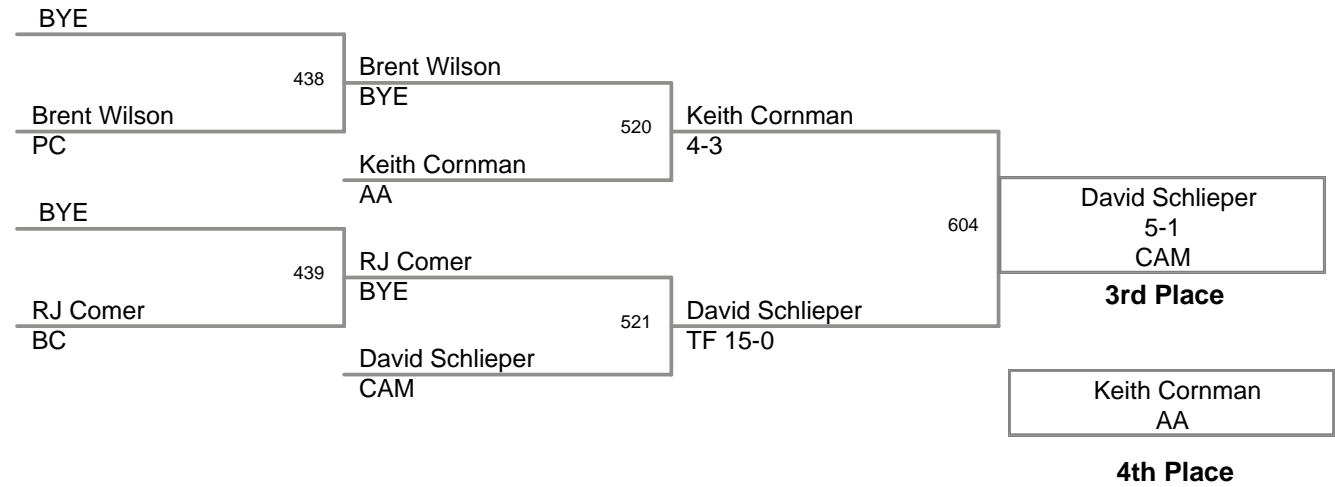 BYE
438
Brent Wilson
PC
Brent Wilson
BYE
520
Keith Cornman
AA
Keith Cornman
4-3
BYE
439
RJ Comer
BC
RJ Comer
BYE
521
David Schlieper
CAM
David Schlieper
TF 15-0
604
David Schlieper
5-1
CAM
3rd Place
Keith Cornman
AA
4th Place